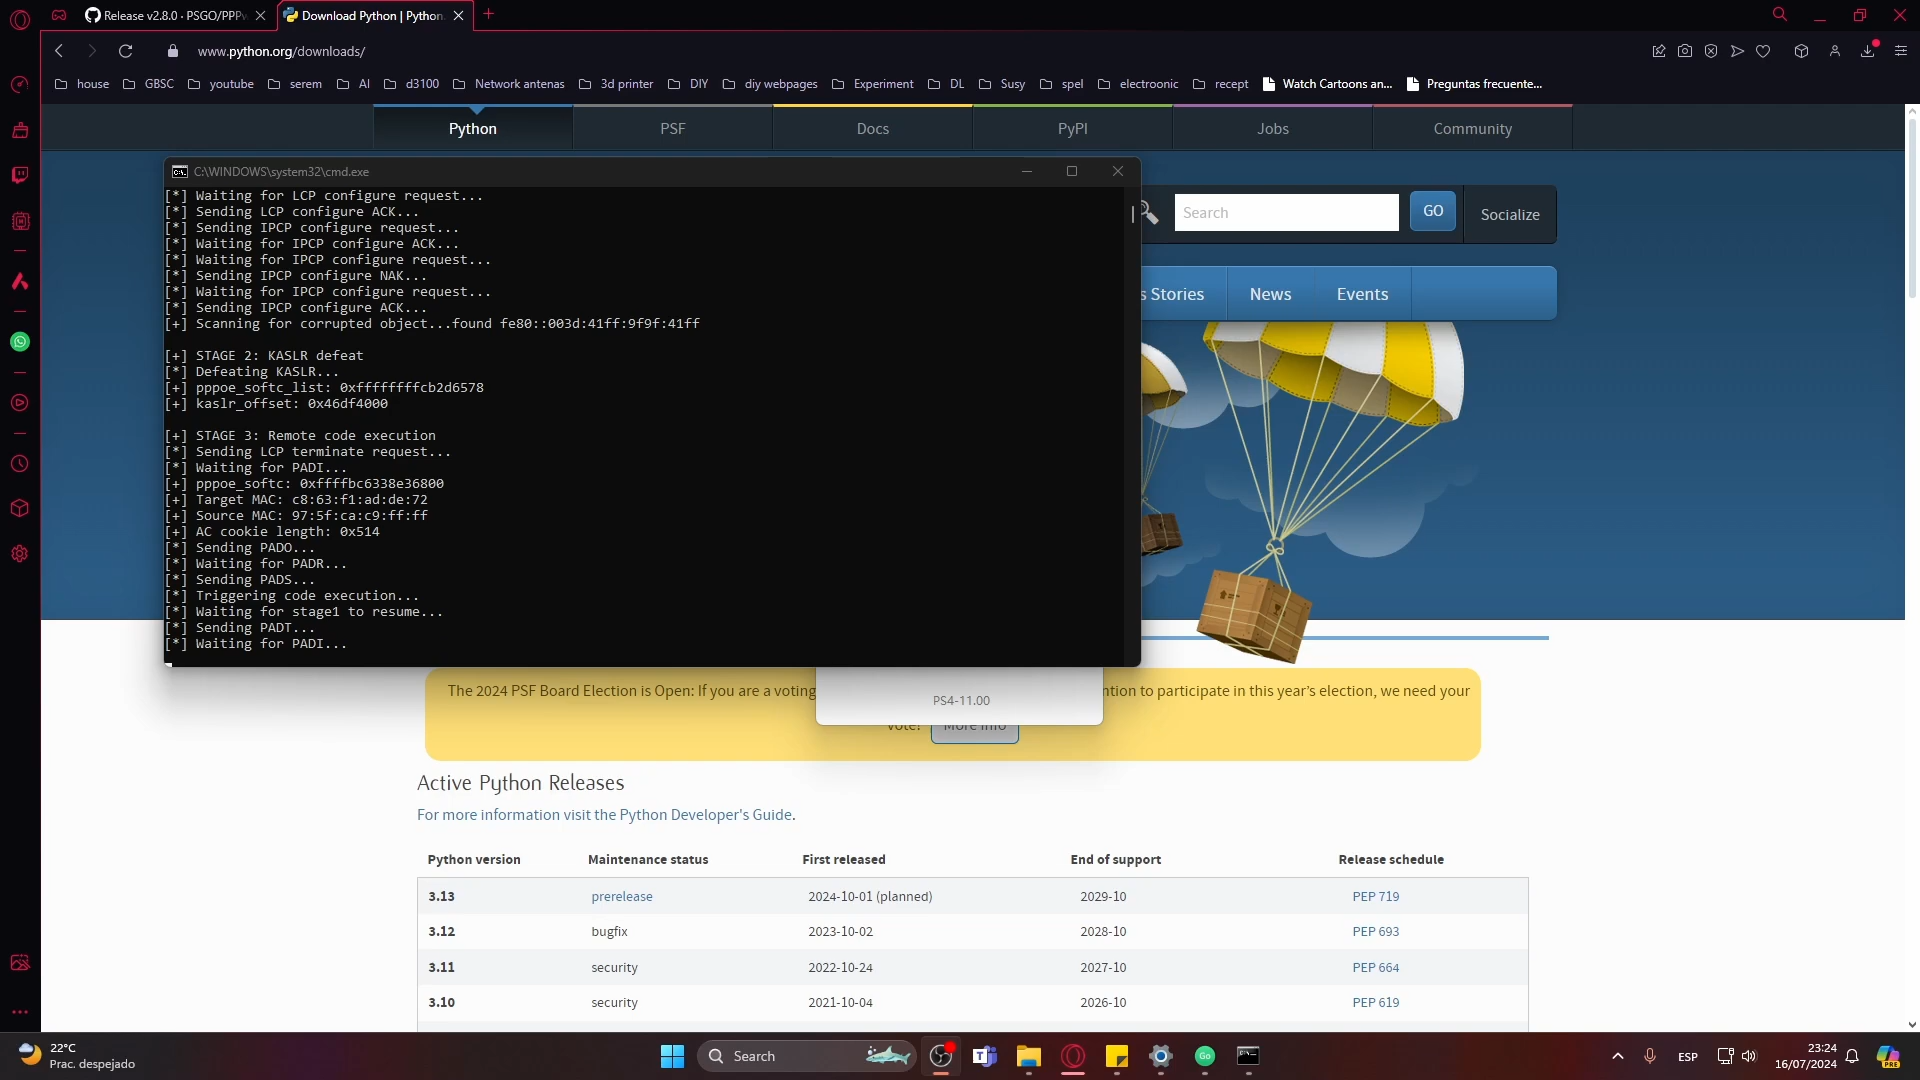 Release v2.8.0 · PSGO/PPPw
Download Python | Python.
www.python.org/downloads/
house
GBSC
youtube
serem
AI
d3100
Network antenas
3d printer
DIY
diy webpages
Experiment
DL
Susy
spel
electroonic
recept
Watch Cartoons an...
Preguntas frecuente...
Python
PSF
Docs
PyPI
Jobs
Community
C:\WINDOWS\system32\cmd.exe
[*] Waiting for LCP configure request...
[*] Sending LCP configure ACK...
[*] Sending IPCP configure request...
[*] Waiting for IPCP configure ACK...
[*] Waiting for IPCP configure request...
[*] Sending IPCP configure NAK...
[*] Waiting for IPCP configure request...
[*] Sending IPCP configure ACK...
[+] Scanning for corrupted object...found fe80::003d:41ff:9f9f:41ff
[+] STAGE 2: KASLR defeat
[*] Defeating KASLR...
[+] pppoe_softc_list: 0xffffffffcb2d6578
[+] kaslr_offset: 0x46df4000
[+] STAGE 3: Remote code execution
[*] Sending LCP terminate request...
[*] Waiting for PADI...
[+] pppoe_softc: 0xffffbc6338e36800
[+] Target MAC: c8:63:f1:ad:de:72
[+] Source MAC: 97:5f:ca:c9:ff:ff
[+] AC cookie length: 0x514
[*] Sending PADO...
[*] Waiting for PADR...
[*] Sending PADS...
[*] Triggering code execution...
[*] Waiting for stage1 to resume...
[*] Sending PADT...
[*] Waiting for PADI...
Search
GO
Socialize
s Stories
News
Events
The 2024 PSF Board Election is Open: If you are a voting
ntion to participate in this year's election, we need your
vote!
More info
PS4-11.00
Active Python Releases
For more information visit the Python Developer's Guide.
Python version
Maintenance status
First released
End of support
Release schedule
3.13
prerelease
2024-10-01 (planned)
2029-10
PEP 719
3.12
bugfix
2023-10-02
2028-10
PEP 693
3.11
security
2022-10-24
2027-10
PEP 664
3.10
security
2021-10-04
2026-10
PEP 619
22°C
Prac. despejado
Search
ESP
23:24
16/07/2024